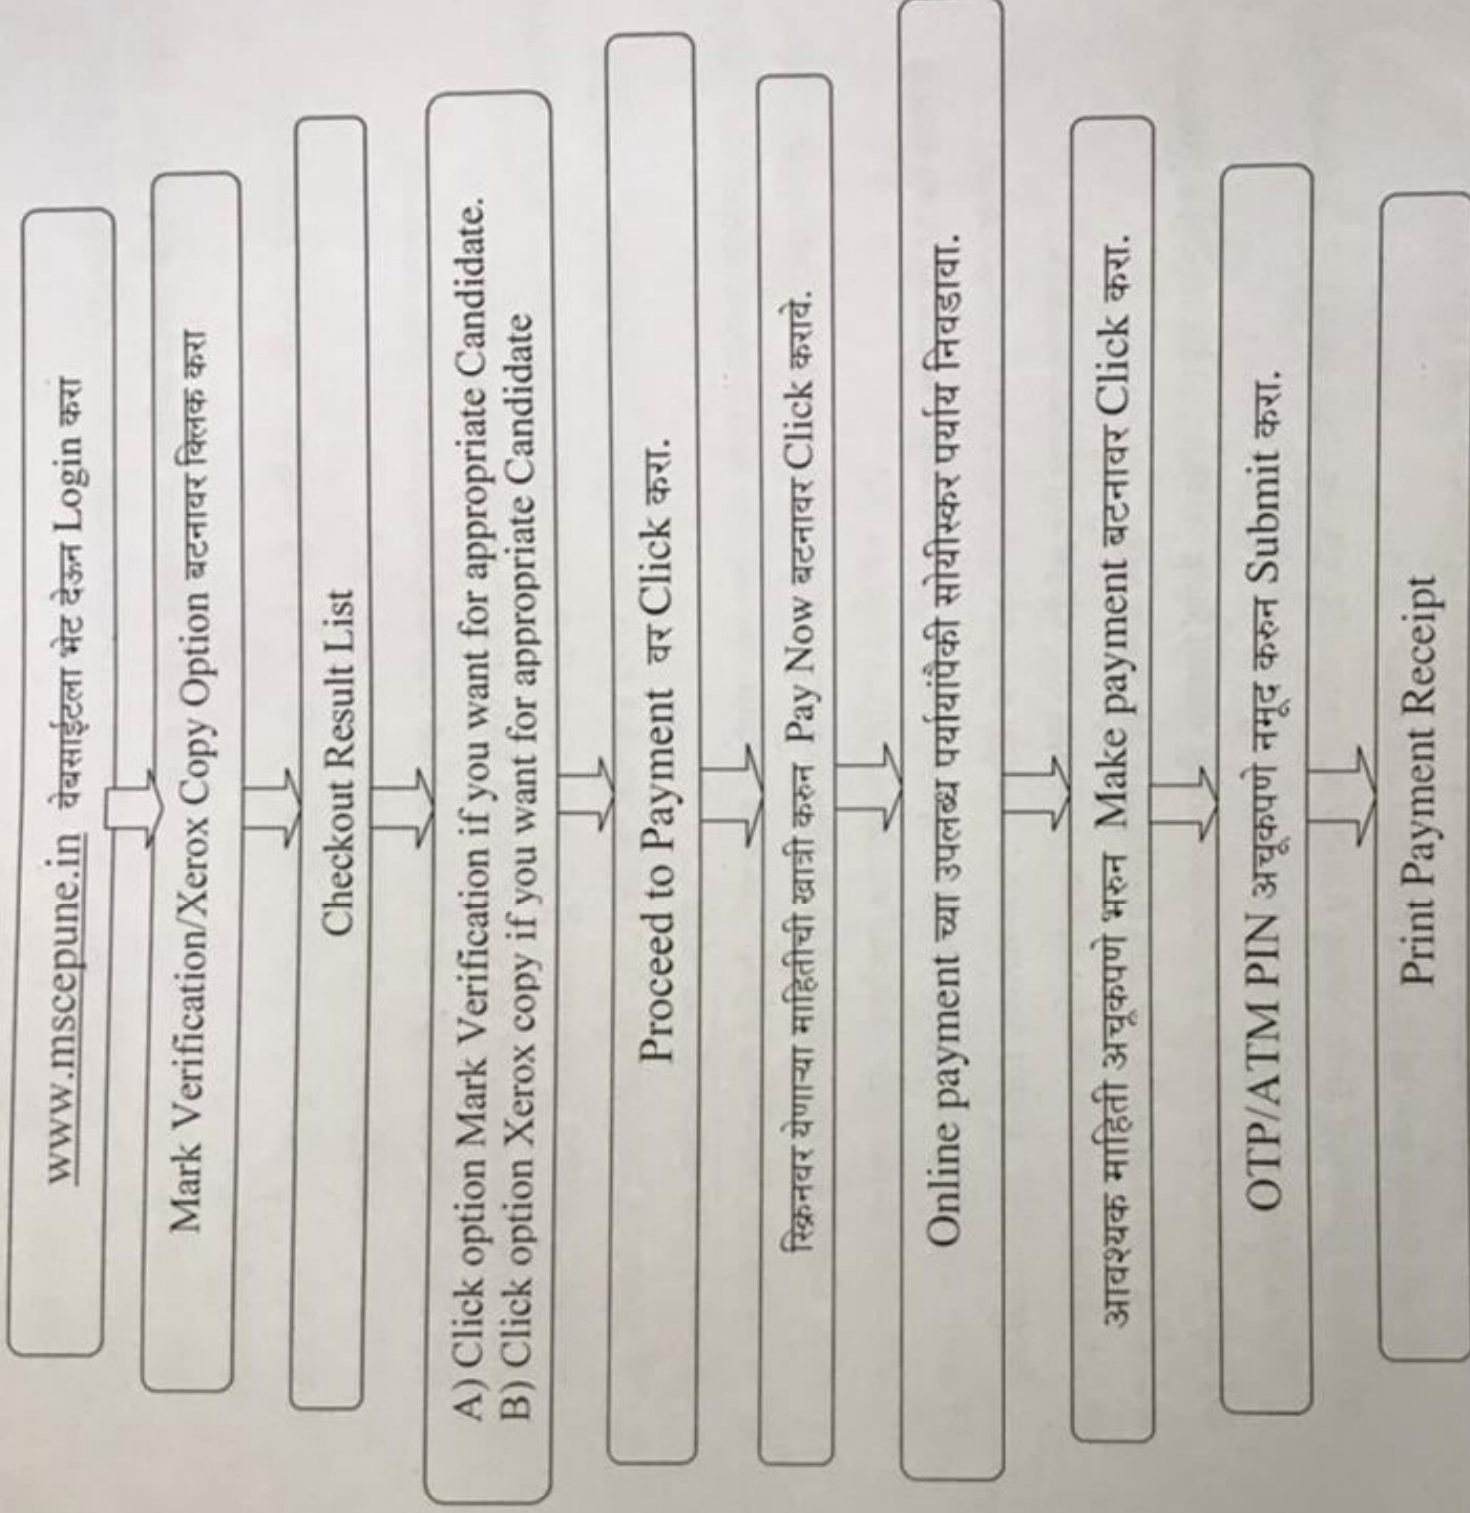 www.mscepune.in वेबसाईटला भेट देऊन Login करा
Mark Verification/Xerox Copy Option बटनावर क्लिक करा
Checkout Result List
A) Click option Mark Verification if you want for appropriate Candidate.
B) Click option Xerox copy if you want for appropriate Candidate
Proceed to Payment वर Click करा.
स्क्रिनवर येणाऱ्या माहितीची खात्री करुन Pay Now बटनावर Click करावे.
Online payment च्या उपलब्ध पर्यायांपैकी सोयीस्कर पर्याय निवडावा.
आवश्यक माहिती अचूकपणे भरुन Make payment बटनावर Click करा.
OTP/ATM PIN अचुकपणे नमुद करुन Submit करा.
Print Payment Receipt